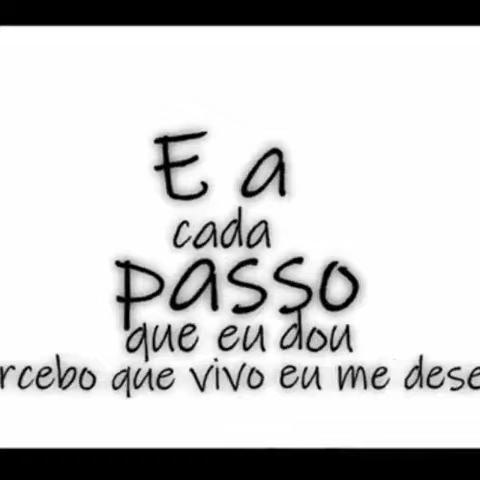 E a
cada
passo
que eu dou
rcebo que vivo eu me dese